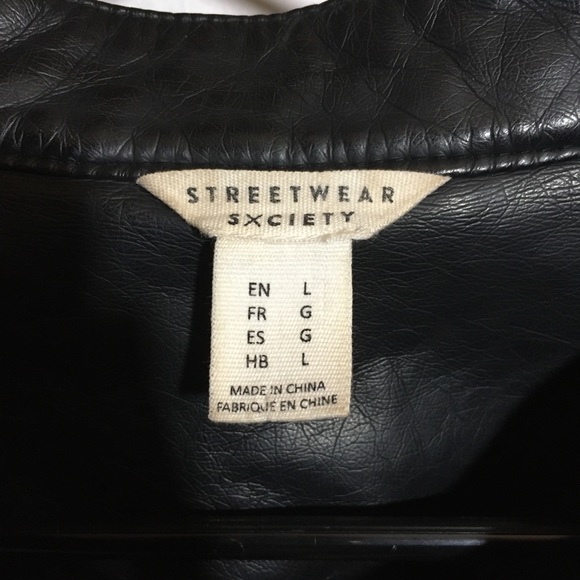 STREETWEAR
SXCIETY
EN L
FR G
ES G
HB L
MADE IN CHINA
FABRIQUE EN CHINE